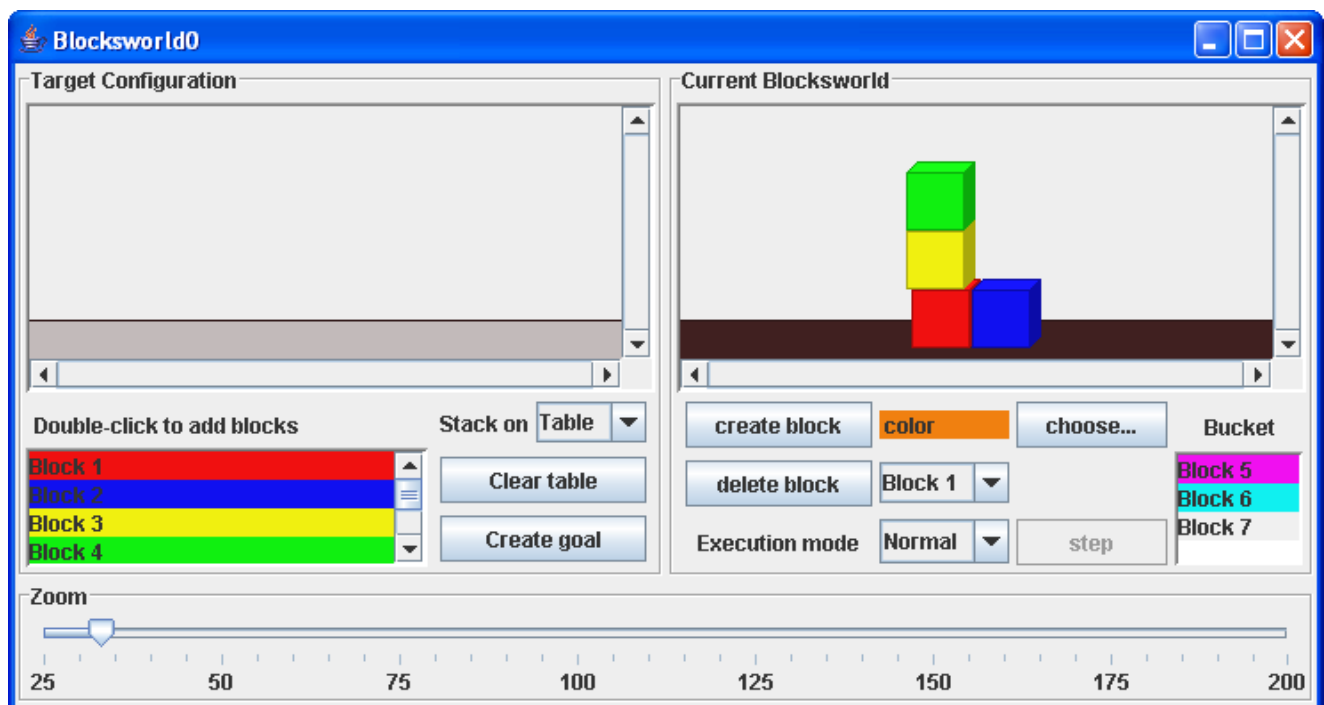 Blocksworld0
Target Configuration
Double-click to add blocks
Stack on Table
Block 1
Block 2
Block 3
Block 4
Clear table
Create goal
Current Blocksworld
create block color choose... Bucket
delete block Block 1
Execution mode Normal step
Block 5
Block 6
Block 7
Zoom
25 50 75 100 125 150 175 200